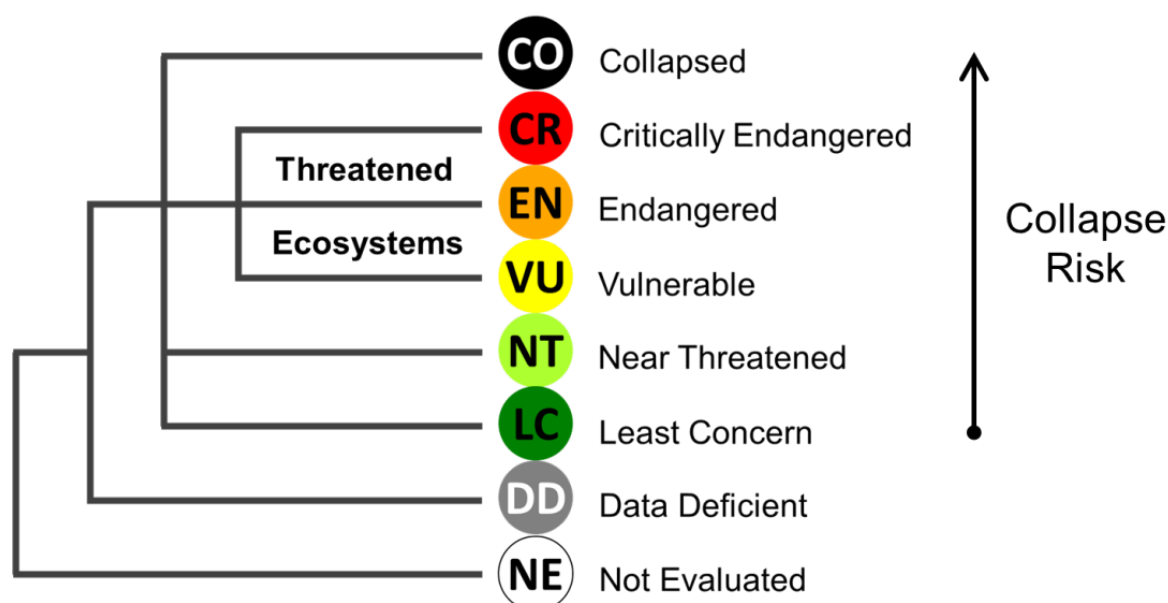 CO Collapsed
CR Critically Endangered
Threatened
EN Endangered
Ecosystems
VU Vulnerable
NT Near Threatened
LC Least Concern
DD Data Deficient
NE Not Evaluated
Collapse
Risk